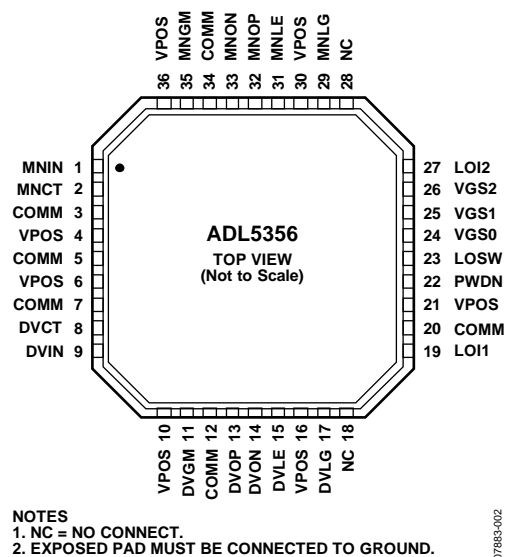 36 VPOS
35 MNGM
34 COMM
33 MNON
32 MNOP
31 MNLE
30 VPOS
29 MNLG
28 NC
MNIN 1
MNCT 2
COMM 3
VPOS 4
COMM 5
VPOS 6
COMM 7
DVCT 8
DVIN 9
ADL5356
TOP VIEW
(Not to Scale)
27 LOI2
26 VGS2
25 VGS1
24 VGS0
23 LOSW
22 PWDN
21 VPOS
20 COMM
19 LOI1
VPOS 10
DVGM 11
COMM 12
DVOP 13
DVON 14
DVLE 15
VPOS 16
DVLG 17
NC 18
NOTES
1. NC = NO CONNECT.
2. EXPOSED PAD MUST BE CONNECTED TO GROUND.
07883-002